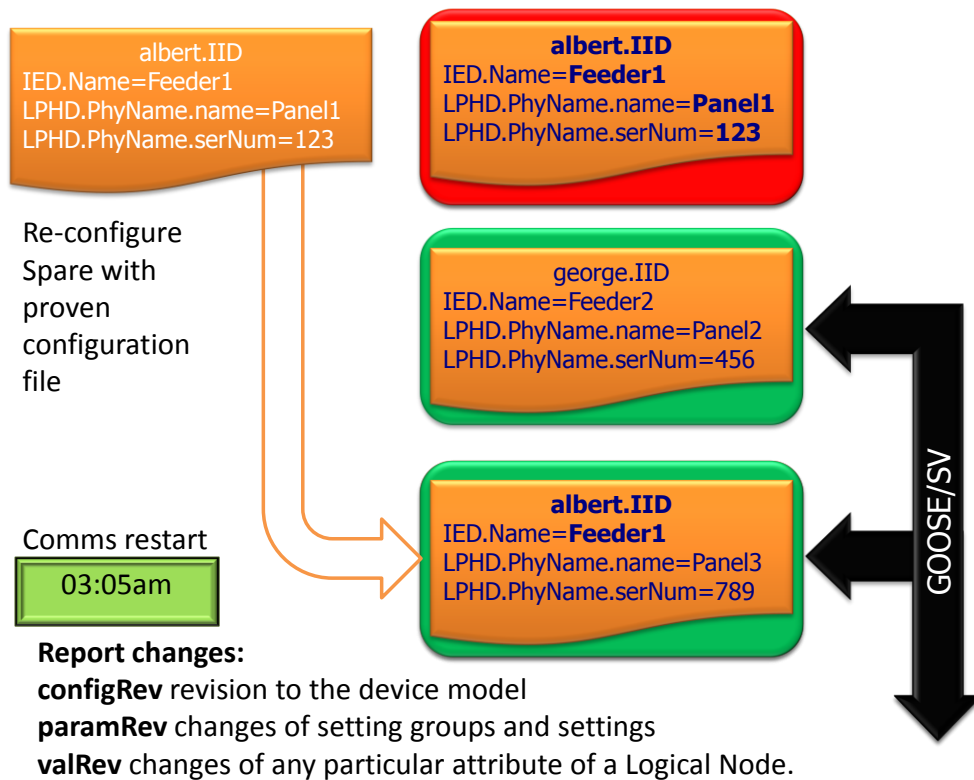 albert.IID
IED.Name=Feeder1
LPHD.PhyName.name=Panel1
LPHD.PhyName.serNum=123
albert.IID
IED.Name=Feeder1
LPHD.PhyName.name=Panel1
LPHD.PhyName.serNum=123
Re-configure
Spare with
proven
configuration
file
george.IID
IED.Name=Feeder2
LPHD.PhyName.name=Panel2
LPHD.PhyName.serNum=456
albert.IID
IED.Name=Feeder1
LPHD.PhyName.name=Panel3
LPHD.PhyName.serNum=789
GOOSE/SV
Comms restart
03:05am
Report changes:
configRev revision to the device model
paramRev changes of setting groups and settings
valRev changes of any particular attribute of a Logical Node.